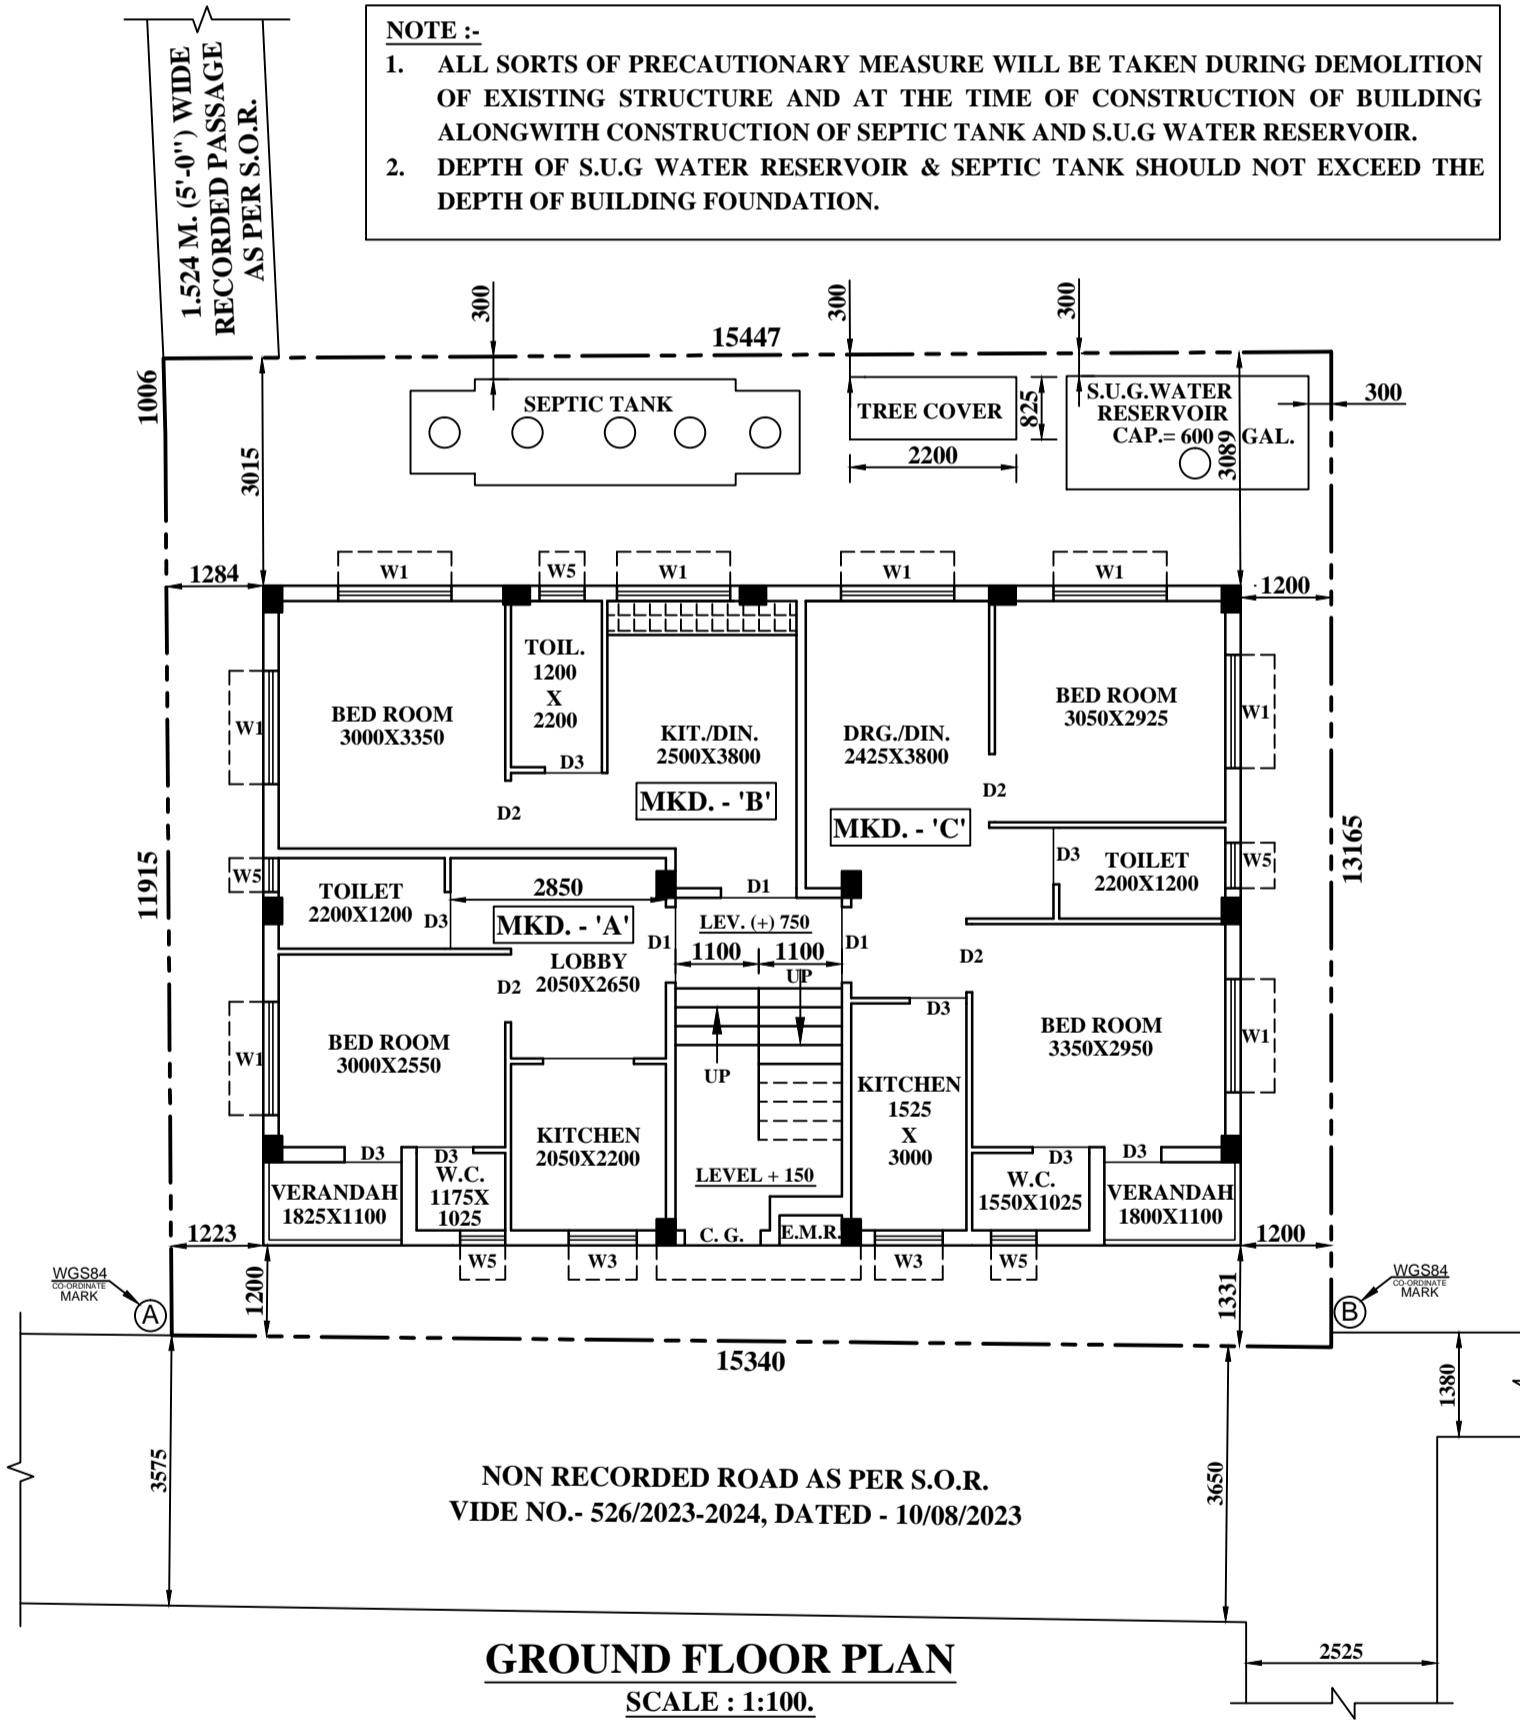 NOTE :-
1. ALL SORTS OF PRECAUTIONARY MEASURE WILL BE TAKEN DURING DEMOLITION
OF EXISTING STRUCTURE AND AT THE TIME OF CONSTRUCTION OF BUILDING
ALONGWITH CONSTRUCTION OF SEPTIC TANK AND S.U.G WATER RESERVOIR.
2. DEPTH OF S.U.G WATER RESERVOIR & SEPTIC TANK SHOULD NOT EXCEED THE
DEPTH OF BUILDING FOUNDATION.
1.524 M. (5'-0") WIDE
RECORDED PASSAGE
AS PER S.O.R.
300
300
300
15447
1006
300
SEPTIC TANK
TREE COVER
825
2200
S.U.G.WATER
RESERVOIR
CAP.= 600 GAL.
3089
3015
1284
1200
W1
W5
W1
W1
W1
W1
BED ROOM
3000X3350
TOIL.
1200
X
2200
D3
KIT./DIN.
2500X3800
MKD. - 'B'
DRG./DIN.
2425X3800
MKD. - 'C'
BED ROOM
3050X2925
W1
D2
D2
11915
13165
W5
TOILET
2200X1200
D3
2850
MKD. - 'A'
D1
D1
LEV. (+) 750
D1
1100
1100
UP
D3
TOILET
2200X1200
W5
LOBBY
2050X2650
D2
D2
W1
BED ROOM
3000X2550
UP
D3
BED ROOM
3350X2950
W1
KITCHEN
2050X2200
KITCHEN
1525
X
3000
LEVEL + 150
D3
D3
D3
D3
VERANDAH
1825X1100
W.C.
1175X
1025
C. G.
E.M.R.
W.C.
1550X1025
VERANDAH
1800X1100
1223
1200
W5
W3
W3
W5
1200
1331
WGS84
CO-ORDINATE
MARK
A
WGS84
CO-ORDINATE
MARK
B
15340
1380
3575
3650
NON RECORDED ROAD AS PER S.O.R.
VIDE NO.- 526/2023-2024, DATED - 10/08/2023
2525
GROUND FLOOR PLAN
SCALE : 1:100.